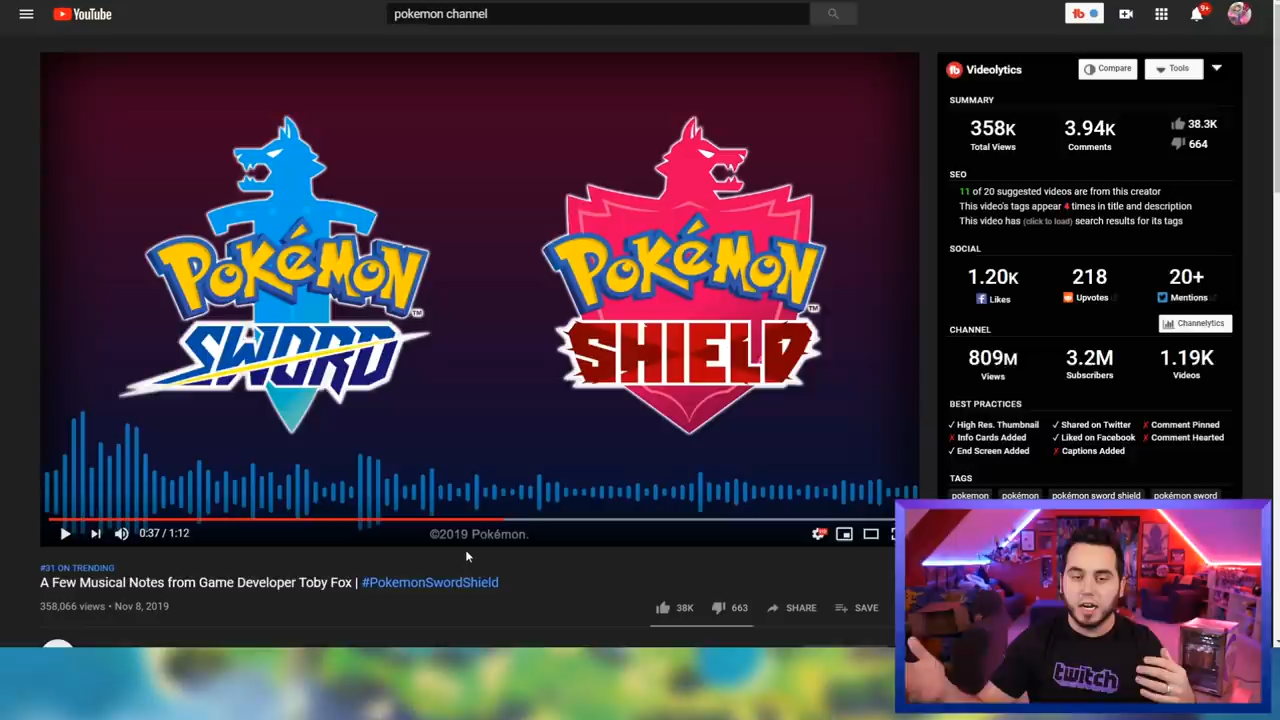 YouTube
pokemon channel
tb
9+
POKÉMON
TM
SWORD
POKÉMON
TM
SHIELD
0:37 / 1:12
©2019 Pokémon.
#31 ON TRENDING
A Few Musical Notes from Game Developer Toby Fox | #PokemonSwordShield
358,066 views • Nov 8, 2019
38K
663
SHARE
SAVE
tb Videolytics
Compare
Tools
SUMMARY
358K
Total Views
3.94K
Comments
38.3K
664
SEO
11 of 20 suggested videos are from this creator
This video's tags appear 4 times in title and description
This video has (click to load) search results for its tags
SOCIAL
1.20K
Likes
218
Upvotes
20+
Mentions
CHANNEL
Channelytics
809M
Views
3.2M
Subscribers
1.19K
Videos
BEST PRACTICES
✓ High Res. Thumbnail ✓ Shared on Twitter ✗ Comment Pinned
✗ Info Cards Added ✓ Liked on Facebook ✗ Comment Hearted
✓ End Screen Added ✗ Captions Added
TAGS
pokemon pokémon pokémon sword shield pokémon sword
twitch